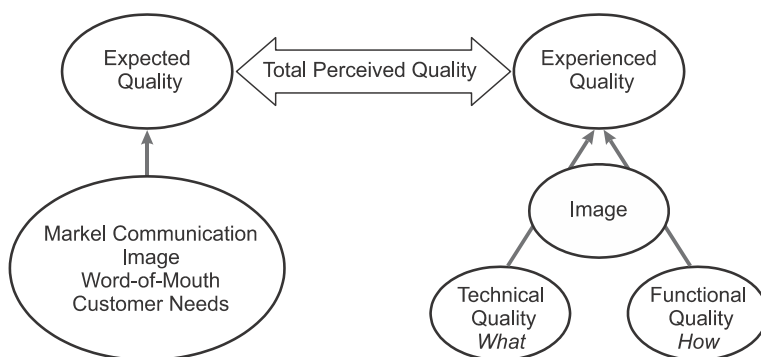 Expected
Quality
Total Perceived Quality
Experienced
Quality
Markel Communication
Image
Word-of-Mouth
Customer Needs
Image
Technical
Quality
What
Functional
Quality
How